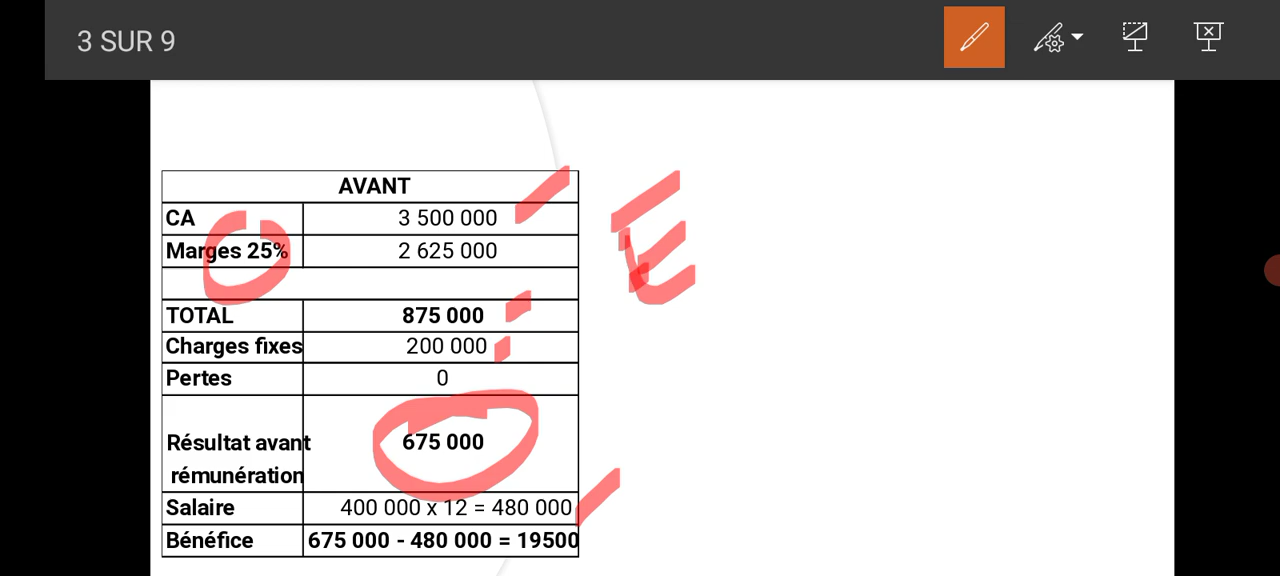 3 SUR 9
AVANT
CA 3 500 000
Marges 25% 2 625 000
TOTAL 875 000
Charges fixes 200 000
Pertes 0
Résultat avant rémunération 675 000
Salaire 400 000 x 12 = 480 000
Bénéfice 675 000 - 480 000 = 19500